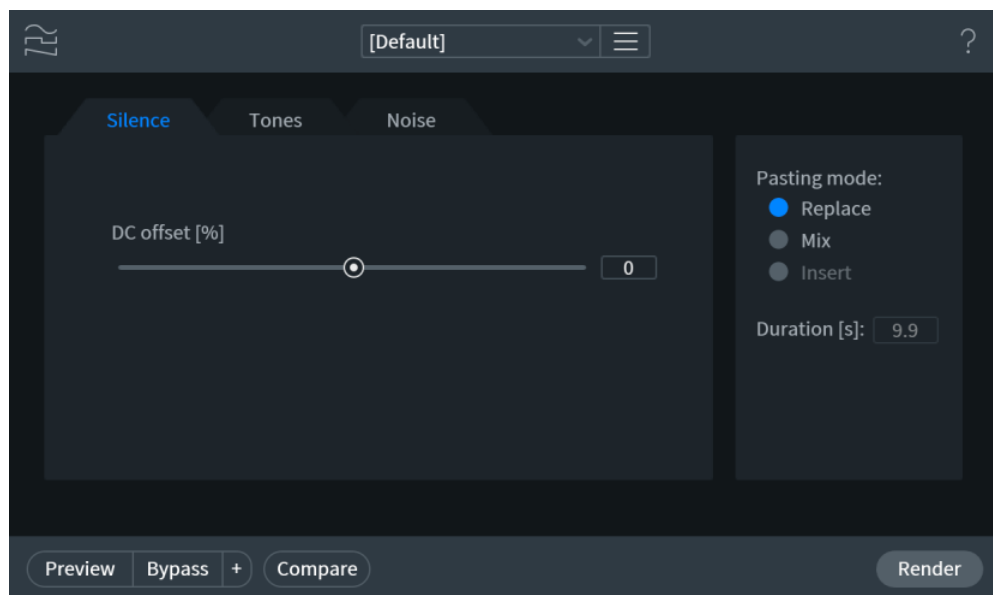 [Default]
?
Silence Tones Noise
DC offset [%]
0
Pasting mode:
Replace
Mix
Insert
Duration [s]: 9.9
Preview Bypass + Compare Render